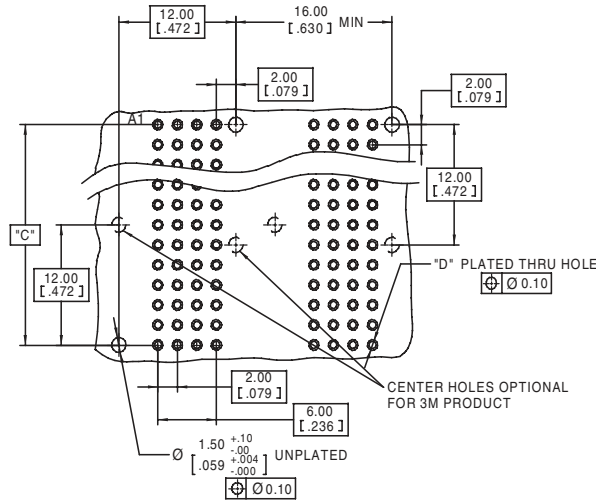 12.00
[.472]
16.00
[.630] MIN
2.00
[.079]
2.00
[.079]
A1
12.00
[.472]
"C"
12.00
[.472]
"D" PLATED THRU HOLE
⌖ Ø 0.10
2.00
[.079]
CENTER HOLES OPTIONAL
FOR 3M PRODUCT
6.00
[.236]
Ø 1.50 +.10 -.00
[.059 +.004 -.000] UNPLATED
⌖ Ø 0.10